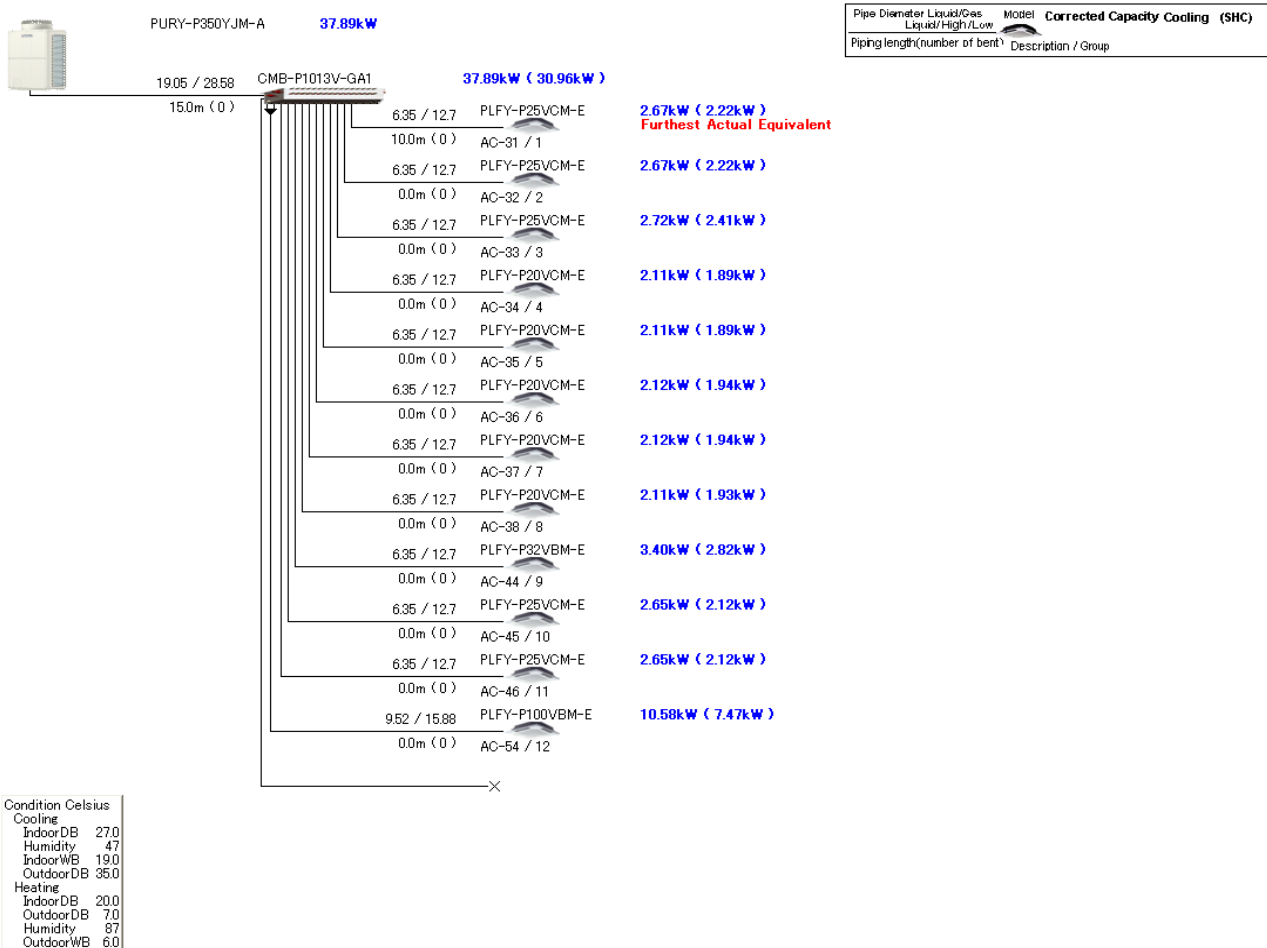 PURY-P350YJM-A 37.89kW
Pipe Diameter Liquid/Gas Model Corrected Capacity Cooling (SHC)
Liquid/High/Low
Piping length(number of bent) Description / Group
19.05 / 28.58 CMB-P1013V-GA1 37.89kW ( 30.96kW )
15.0m ( 0 )
6.35 / 12.7 PLFY-P25VCM-E 2.67kW ( 2.22kW )
Furthest Actual Equivalent
10.0m ( 0 ) AC-31 / 1
6.35 / 12.7 PLFY-P25VCM-E 2.67kW ( 2.22kW )
0.0m ( 0 ) AC-32 / 2
6.35 / 12.7 PLFY-P25VCM-E 2.72kW ( 2.41kW )
0.0m ( 0 ) AC-33 / 3
6.35 / 12.7 PLFY-P20VCM-E 2.11kW ( 1.89kW )
0.0m ( 0 ) AC-34 / 4
6.35 / 12.7 PLFY-P20VCM-E 2.11kW ( 1.89kW )
0.0m ( 0 ) AC-35 / 5
6.35 / 12.7 PLFY-P20VCM-E 2.12kW ( 1.94kW )
0.0m ( 0 ) AC-36 / 6
6.35 / 12.7 PLFY-P20VCM-E 2.12kW ( 1.94kW )
0.0m ( 0 ) AC-37 / 7
6.35 / 12.7 PLFY-P20VCM-E 2.11kW ( 1.93kW )
0.0m ( 0 ) AC-38 / 8
6.35 / 12.7 PLFY-P32VBM-E 3.40kW ( 2.82kW )
0.0m ( 0 ) AC-44 / 9
6.35 / 12.7 PLFY-P25VCM-E 2.65kW ( 2.12kW )
0.0m ( 0 ) AC-45 / 10
6.35 / 12.7 PLFY-P25VCM-E 2.65kW ( 2.12kW )
0.0m ( 0 ) AC-46 / 11
9.52 / 15.88 PLFY-P100VBM-E 10.58kW ( 7.47kW )
0.0m ( 0 ) AC-54 / 12
Condition Celsius
Cooling
IndoorDB 27.0
Humidity 47
IndoorWB 19.0
OutdoorDB 35.0
Heating
IndoorDB 20.0
OutdoorDB 7.0
Humidity 87
OutdoorWB 6.0